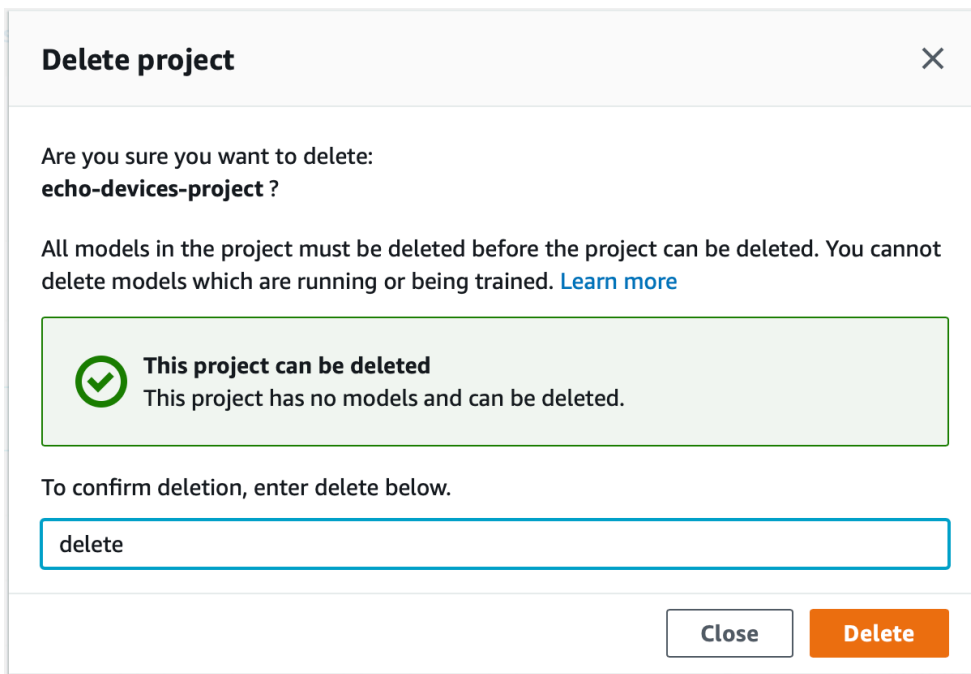 Delete project
Are you sure you want to delete:
echo-devices-project ?
All models in the project must be deleted before the project can be deleted. You cannot
delete models which are running or being trained. Learn more
This project can be deleted
This project has no models and can be deleted.
To confirm deletion, enter delete below.
delete
Close Delete